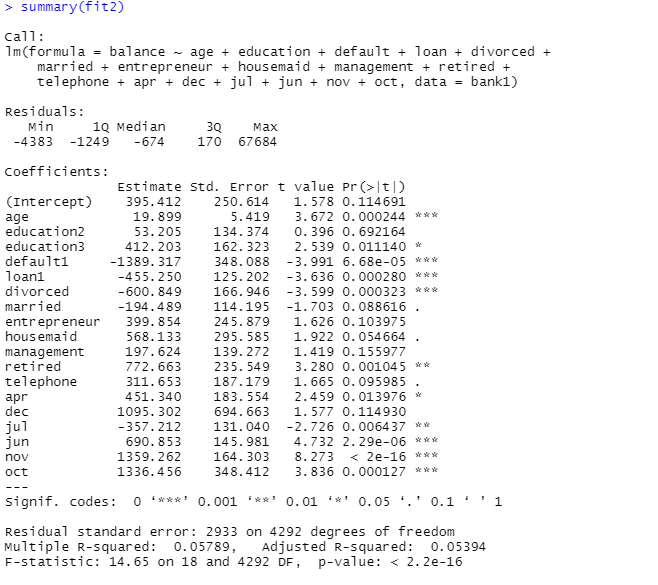 > summary(fit2)
Call:
lm(formula = balance ~ age + education + default + loan + divorced +
married + entrepreneur + housemaid + management + retired +
telephone + apr + dec + jul + jun + nov + oct, data = bank1)
Residuals:
Min 1Q Median 3Q Max
-4383 -1249 -674 170 67684
Coefficients:
Estimate Std. Error t value Pr(>|t|)
(Intercept) 395.412 250.614 1.578 0.114691
age 19.899 5.419 3.672 0.000244 ***
education2 53.205 134.374 0.396 0.692164
education3 412.203 162.323 2.539 0.011140 *
default1 -1389.317 348.088 -3.991 6.68e-05 ***
loan1 -455.250 125.202 -3.636 0.000280 ***
divorced -600.849 166.946 -3.599 0.000323 ***
married -194.489 114.195 -1.703 0.088616 .
entrepreneur 399.854 245.879 1.626 0.103975
housemaid 568.133 295.585 1.922 0.054664 .
management 197.624 139.272 1.419 0.155977
retired 772.663 235.549 3.280 0.001045 **
telephone 311.653 187.179 1.665 0.095985 .
apr 451.340 183.554 2.459 0.013976 *
dec 1095.302 694.663 1.577 0.114930
jul -357.212 131.040 -2.726 0.006437 **
jun 690.853 145.981 4.732 2.29e-06 ***
nov 1359.262 164.303 8.273 < 2e-16 ***
oct 1336.456 348.412 3.836 0.000127 ***
---
Signif. codes: 0 ‘***’ 0.001 ‘**’ 0.01 ‘*’ 0.05 ‘.’ 0.1 ‘ ’ 1
Residual standard error: 2933 on 4292 degrees of freedom
Multiple R-squared: 0.05789, Adjusted R-squared: 0.05394
F-statistic: 14.65 on 18 and 4292 DF, p-value: < 2.2e-16